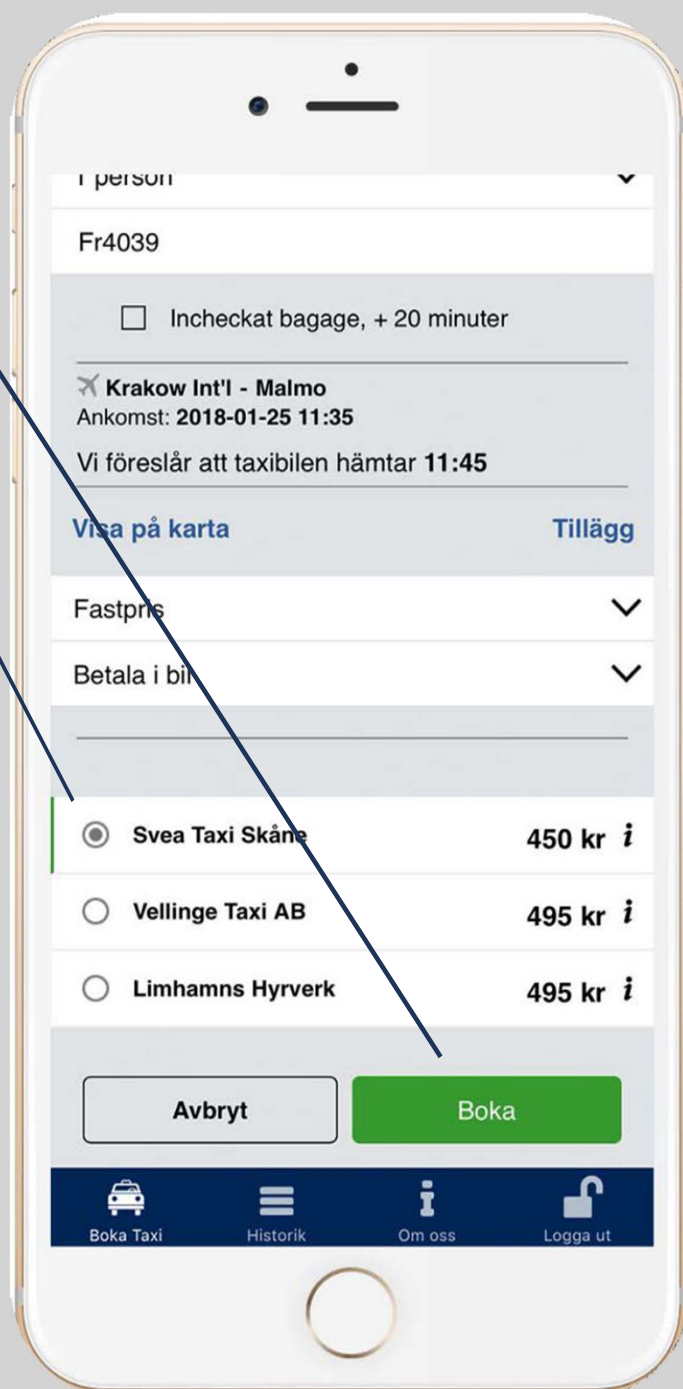 1 person
Fr4039
Incheckat bagage, + 20 minuter
Krakow Int'l - Malmo
Ankomst: 2018-01-25 11:35
Vi föreslår att taxibilen hämtar 11:45
Visa på karta Tillägg
Fastpris
Betala i bil
Svea Taxi Skåne 450 kr i
Vellinge Taxi AB 495 kr i
Limhamns Hyrverk 495 kr i
Avbryt Boka
Boka Taxi Historik Om oss Logga ut